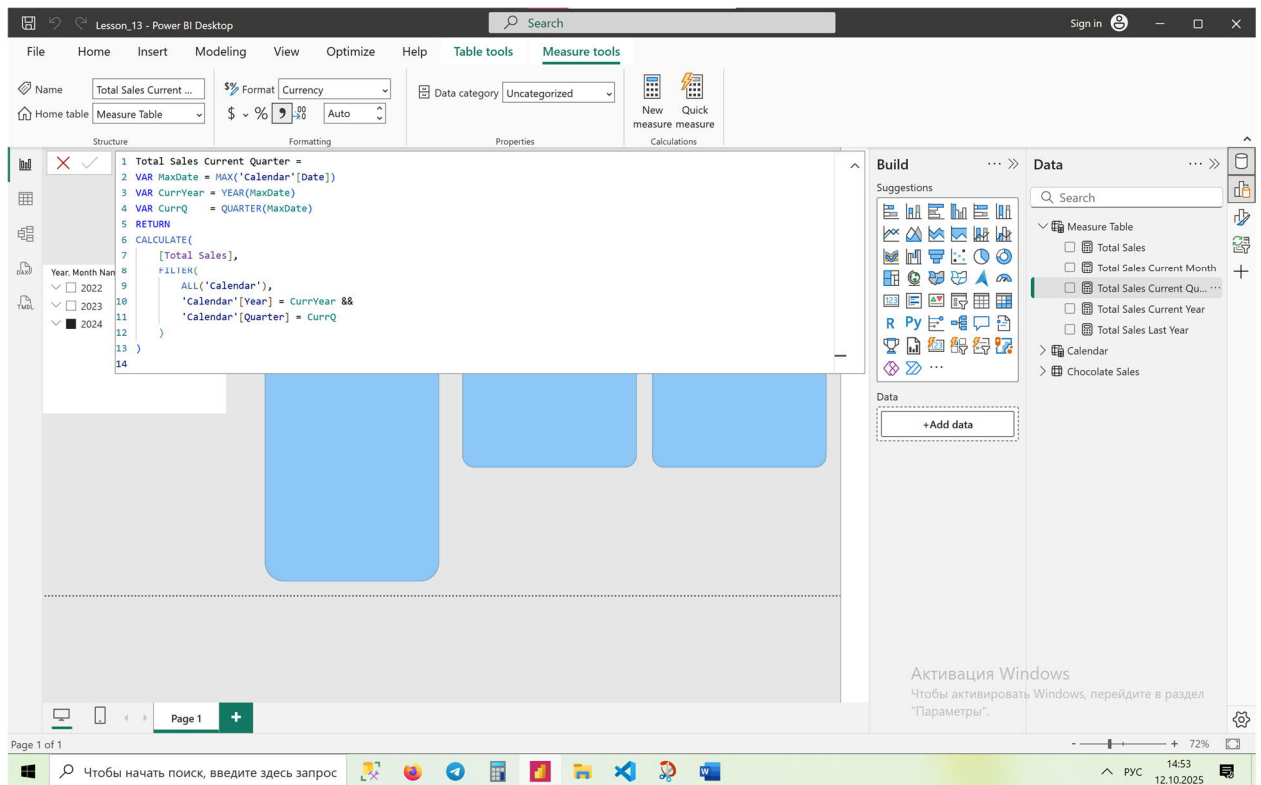 Lesson_13 - Power BI Desktop
Search
Sign in
File Home Insert Modeling View Optimize Help Table tools Measure tools
Name Total Sales Current ...
Home table Measure Table
Structure
$% Format Currency
$ % 9 .00 Auto
Formatting
Data category Uncategorized
Properties
New measure
Quick measure
Calculations
1 Total Sales Current Quarter =
2 VAR MaxDate = MAX('Calendar'[Date])
3 VAR CurrYear = YEAR(MaxDate)
4 VAR CurrQ = QUARTER(MaxDate)
5 RETURN
6 CALCULATE(
7 [Total Sales],
8 FILTER(
9 ALL('Calendar'),
10 'Calendar'[Year] = CurrYear &&
11 'Calendar'[Quarter] = CurrQ
12 )
13 )
14
DAX
TMDL
Year, Month Nam
2022
2023
2024
Build
Suggestions
123
R Py
Data
+Add data
Data
Search
Measure Table
Total Sales
Total Sales Current Month
Total Sales Current Qu...
Total Sales Current Year
Total Sales Last Year
Calendar
Chocolate Sales
Активация Windows
Чтобы активировать Windows, перейдите в раздел
"Параметры".
Page 1 +
Page 1 of 1
- + 72%
Чтобы начать поиск, введите здесь запрос
РУС
14:53
12.10.2025